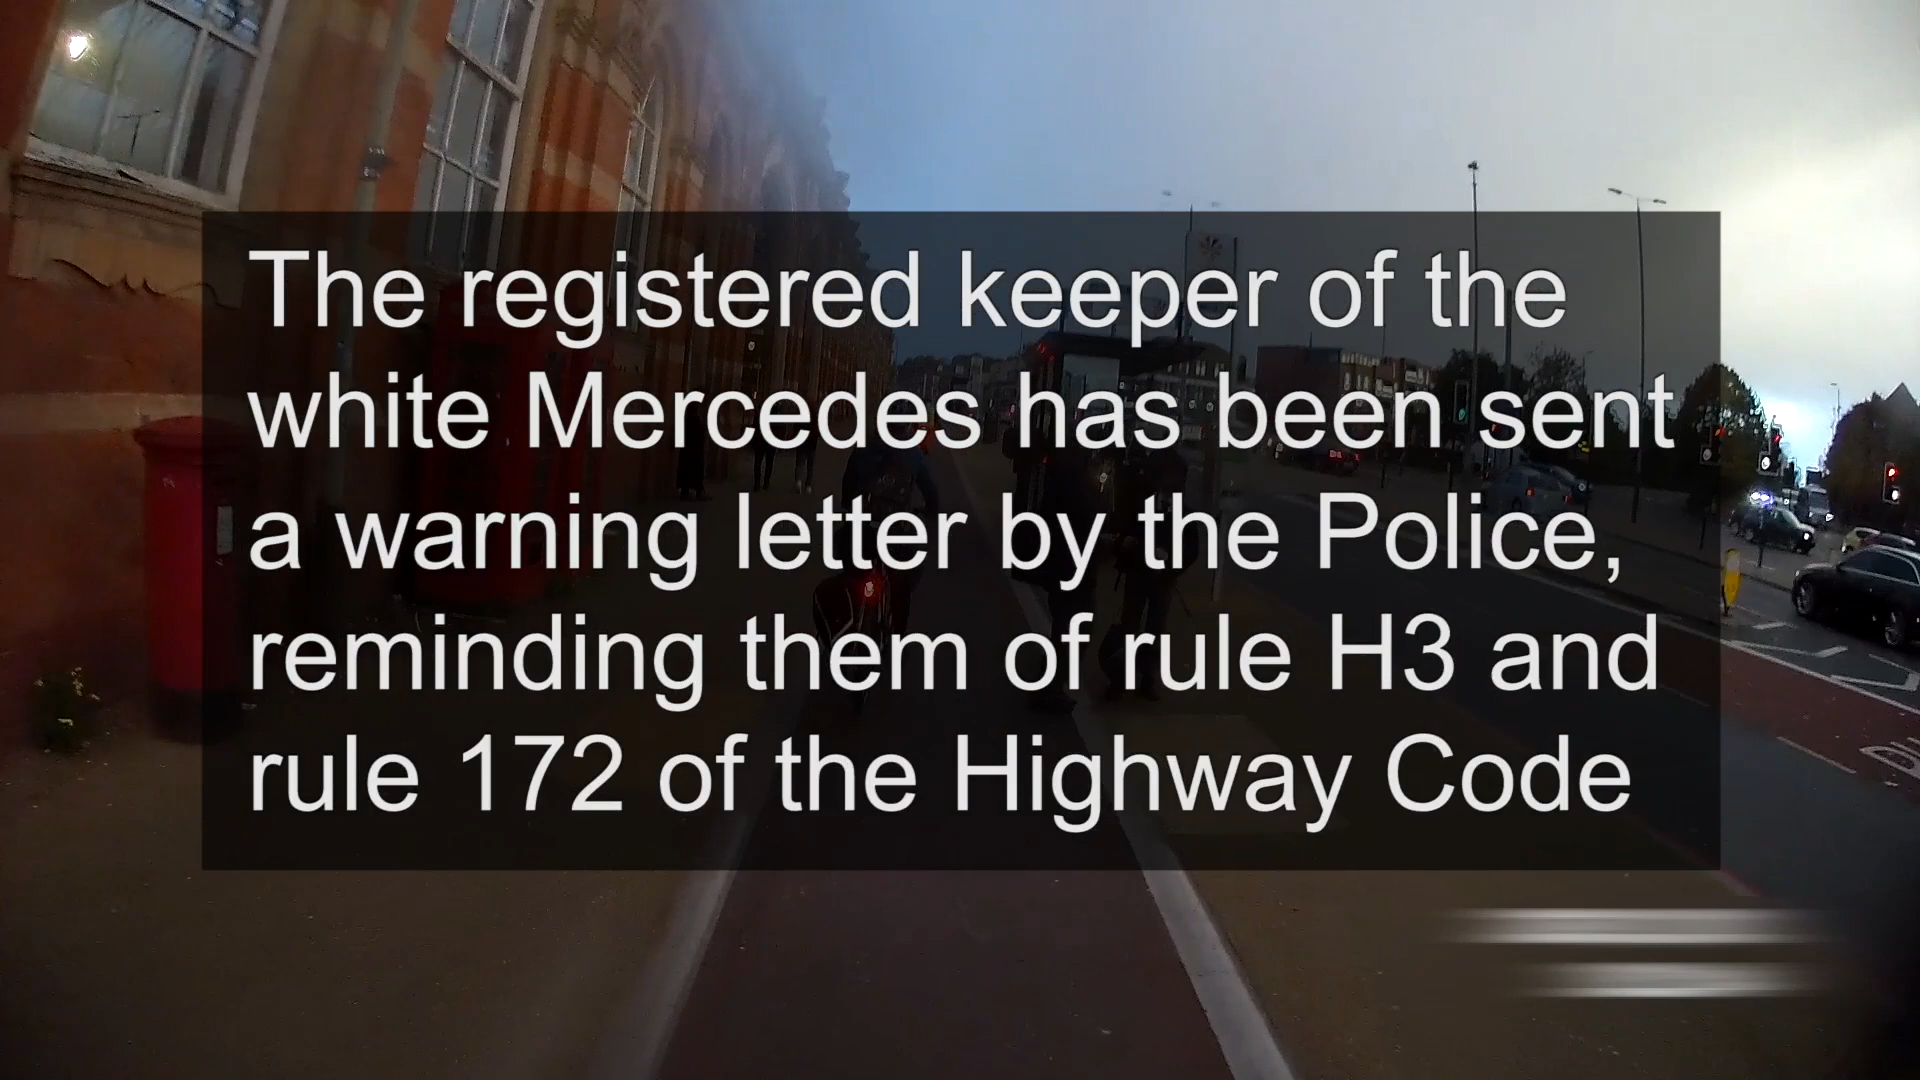 The registered keeper of the
white Mercedes has been sent
a warning letter by the Police,
reminding them of rule H3 and
rule 172 of the Highway Code